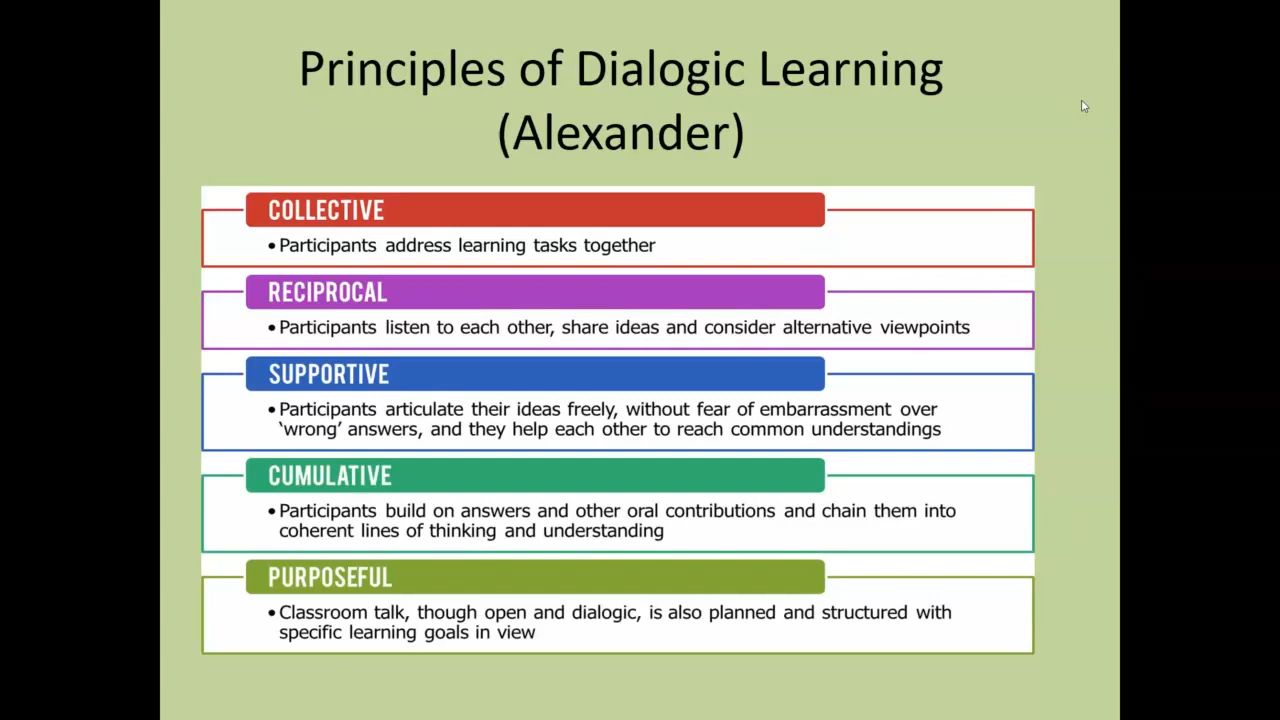 Principles of Dialogic Learning
(Alexander)
COLLECTIVE
• Participants address learning tasks together
RECIPROCAL
• Participants listen to each other, share ideas and consider alternative viewpoints
SUPPORTIVE
• Participants articulate their ideas freely, without fear of embarrassment over
‘wrong’ answers, and they help each other to reach common understandings
CUMULATIVE
• Participants build on answers and other oral contributions and chain them into
coherent lines of thinking and understanding
PURPOSEFUL
• Classroom talk, though open and dialogic, is also planned and structured with
specific learning goals in view